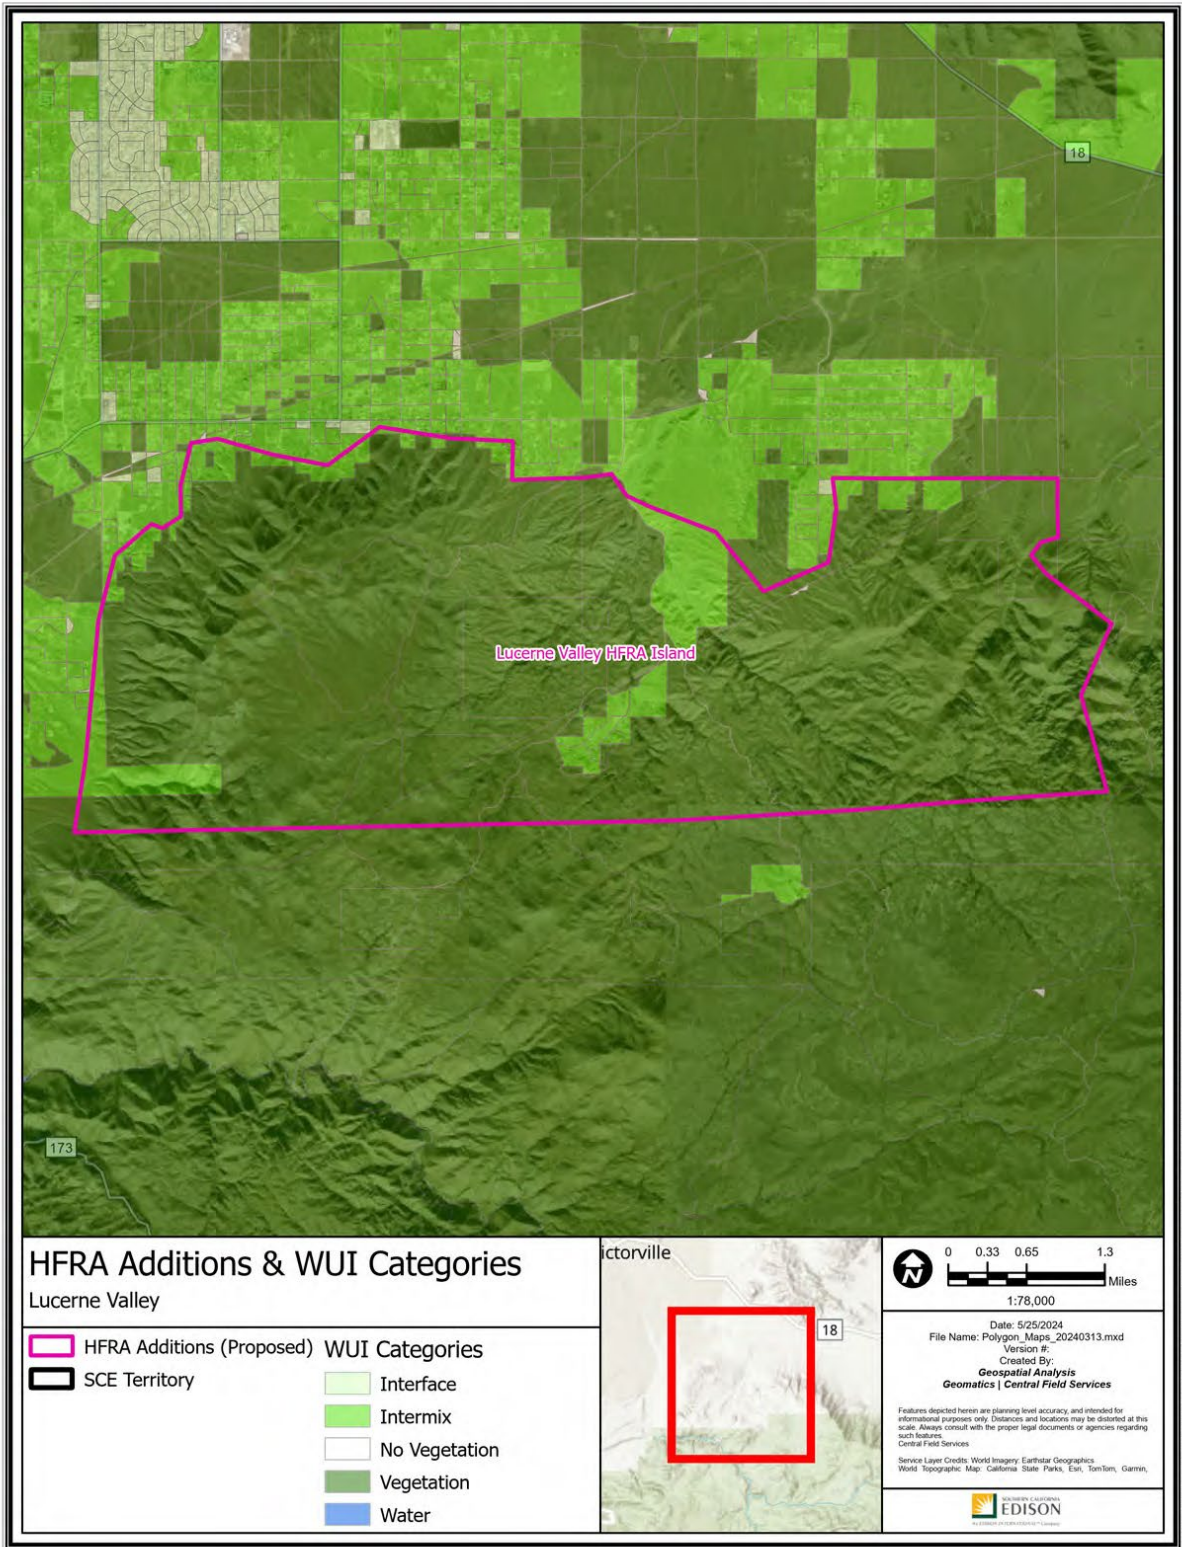 18
Lucerne Valley HFRA Island
173
HFRA Additions & WUI Categories
Lucerne Valley
HFRA Additions (Proposed)
SCE Territory
WUI Categories
Interface
Intermix
No Vegetation
Vegetation
Water
ictorville
18
N
0 0.33 0.65 1.3
Miles
1:78,000
Date: 5/25/2024
File Name: Polygon_Maps_20240313.mxd
Version #:
Created By:
Geospatial Analysis
Geomatics | Central Field Services
Features depicted herein are planning level accuracy, and intended for
informational purposes only. Distances and locations may be distorted at this
scale. Always consult with the proper legal documents or agencies regarding
such features.
Central Field Services
Service Layer Credits: World Imagery: Earthstar Geographics
World Topographic Map: California State Parks, Esri, TomTom, Garmin,
SOUTHERN CALIFORNIA
EDISON
An EDISON INTERNATIONAL™ Company